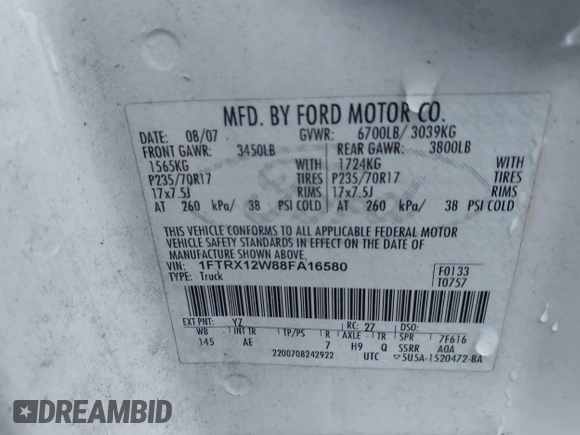 MFD. BY FORD MOTOR CO.
DATE: 08/07 GVWR: 6700LB/ 3039KG
FRONT GAWR: 3450LB REAR GAWR: 3800LB
1565KG WITH 1724KG WITH
P235/70R17 TIRES P235/70R17 TIRES
17x7.5J RIMS 17x7.5J RIMS
AT 260 kPa/ 38 PSI COLD AT 260 kPa/ 38 PSI COLD
THIS VEHICLE CONFORMS TO ALL APPLICABLE FEDERAL MOTOR
VEHICLE SAFETY AND THEFT PREVENTION STANDARDS IN EFFECT ON THE DATE OF
MANUFACTURE SHOWN ABOVE.
VIN: 1FTRX12W88FA16580 F0133
TYPE: Truck T0757
EXT PNT: YZ RC: 27 DSO:
WB INT TR TP/PS R AXLE TR SPR 7F616
145 AE 7 H9 Q SSRR A0A
2200708242922 UTC ▽5U5A-1520472-BA
DREAMBID